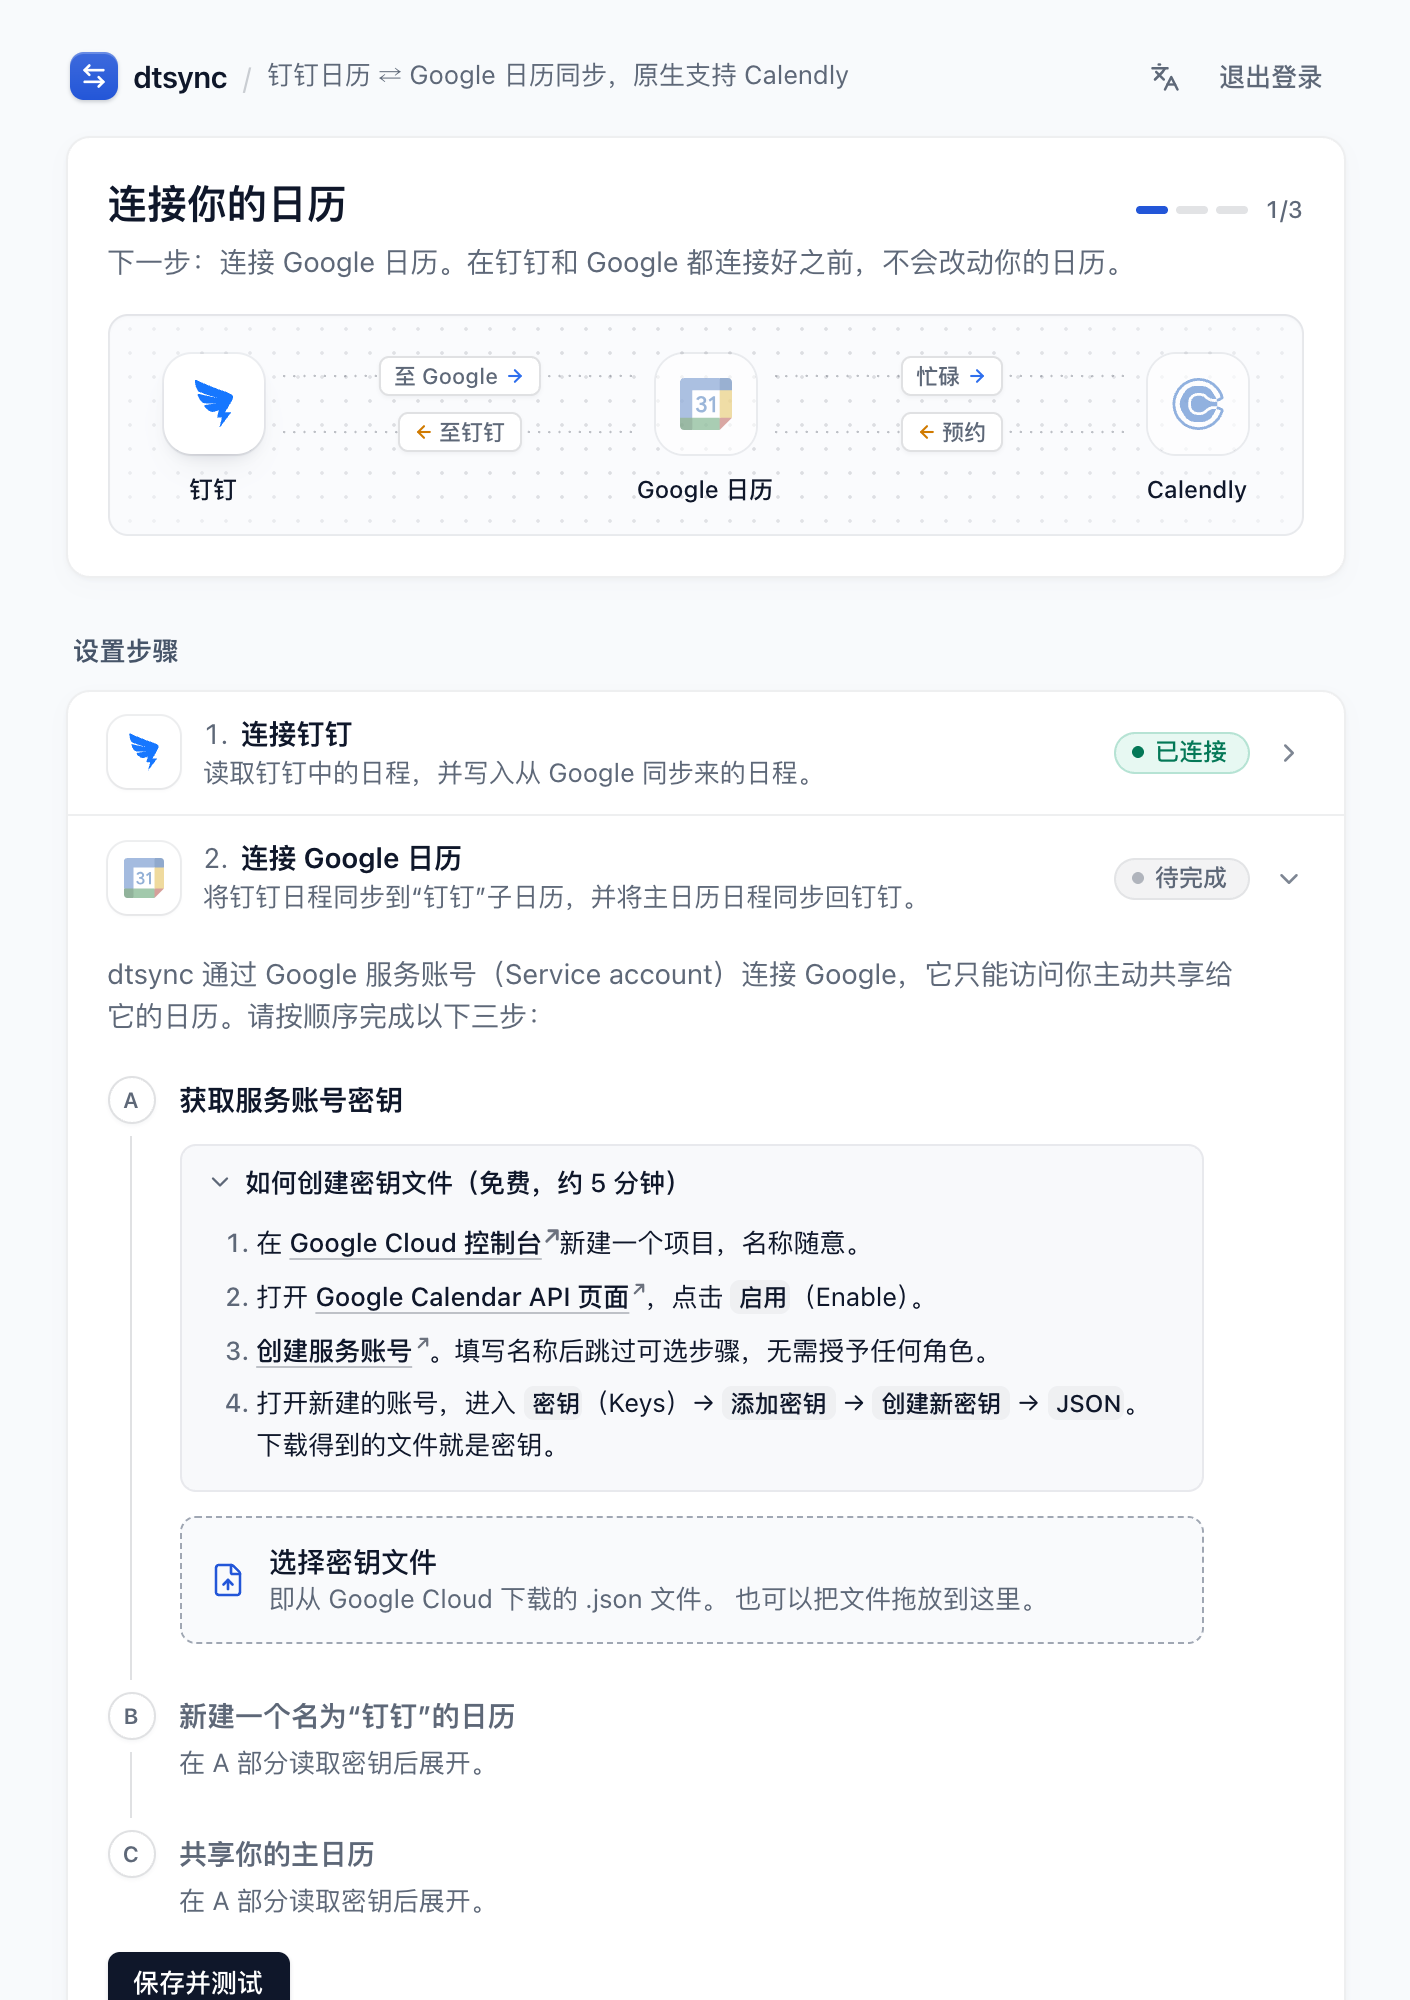 dtsync / 钉钉日历 ⇌ Google 日历同步，原生支持 Calendly
退出登录
连接你的日历
1/3
下一步：连接 Google 日历。在钉钉和 Google 都连接好之前，不会改动你的日历。
至 Google →
忙碌 →
31
← 至钉钉
← 预约
钉钉
Google 日历
Calendly
设置步骤
1. 连接钉钉
读取钉钉中的日程，并写入从 Google 同步来的日程。
已连接
2. 连接 Google 日历
31
将钉钉日程同步到“钉钉”子日历，并将主日历日程同步回钉钉。
待完成
dtsync 通过 Google 服务账号（Service account）连接 Google，它只能访问你主动共享给
它的日历。请按顺序完成以下三步：
A 获取服务账号密钥
如何创建密钥文件（免费，约 5 分钟）
1. 在 Google Cloud 控制台↗新建一个项目，名称随意。
2. 打开 Google Calendar API 页面↗，点击 启用（Enable）。
3. 创建服务账号↗。填写名称后跳过可选步骤，无需授予任何角色。
4. 打开新建的账号，进入 密钥（Keys）→ 添加密钥 → 创建新密钥 → JSON。
下载得到的文件就是密钥。
选择密钥文件
即从 Google Cloud 下载的 .json 文件。 也可以把文件拖放到这里。
B 新建一个名为“钉钉”的日历
在 A 部分读取密钥后展开。
C 共享你的主日历
在 A 部分读取密钥后展开。
保存并测试